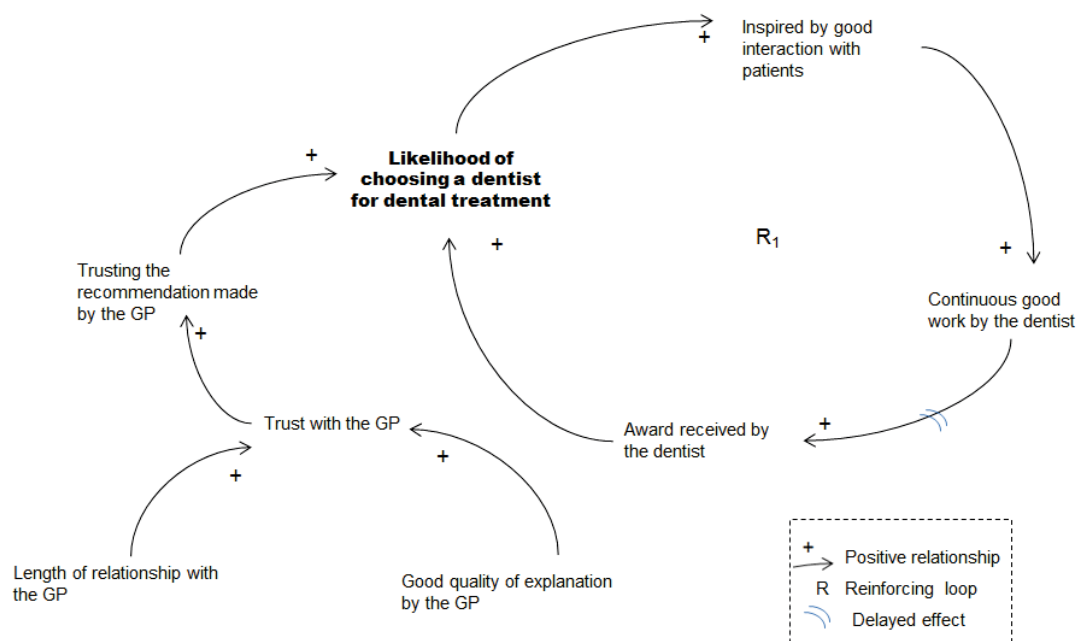 Inspired by good
interaction with
patients
+
+
Likelihood of
choosing a dentist
for dental treatment
+
R1
+
Trusting the
recommendation made
by the GP
+
Continuous good
work by the dentist
Trust with the GP
Award received by
the dentist
+
+
+
Length of relationship with
the GP
Good quality of explanation
by the GP
+ Positive relationship
R Reinforcing loop
Delayed effect